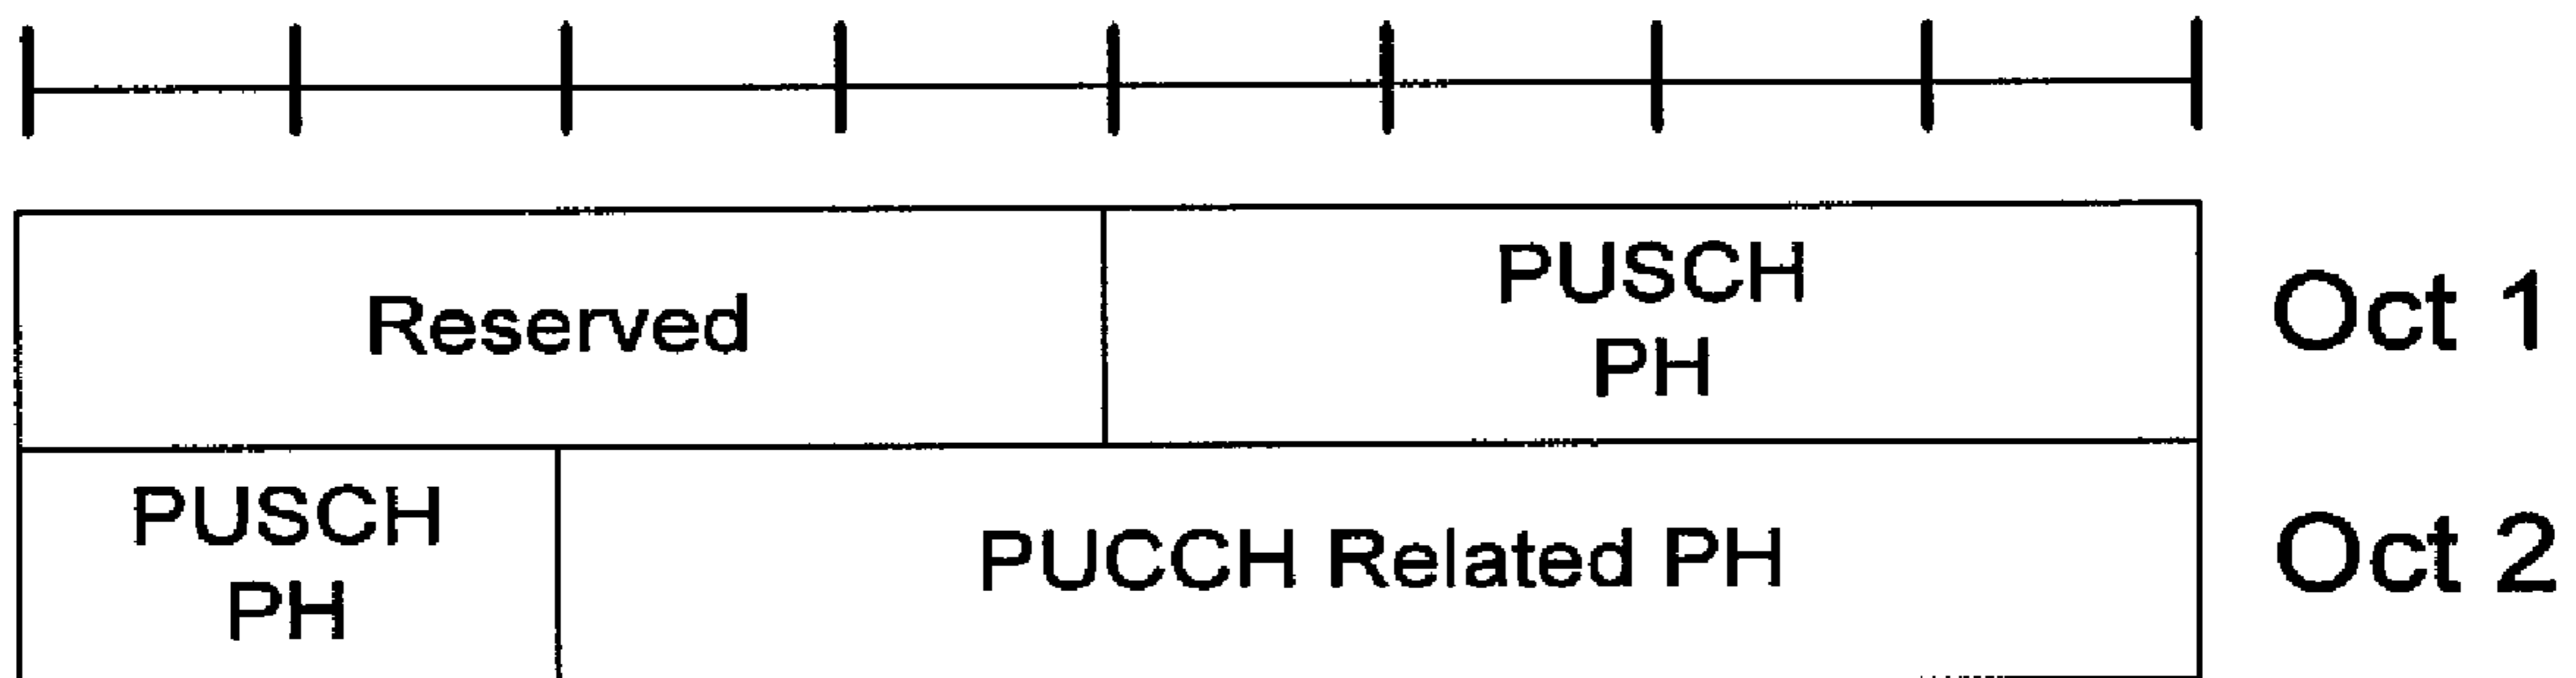 Reserved
PUSCH
PH
Oct 1
PUSCH
PH
PUCCH Related PH
Oct 2